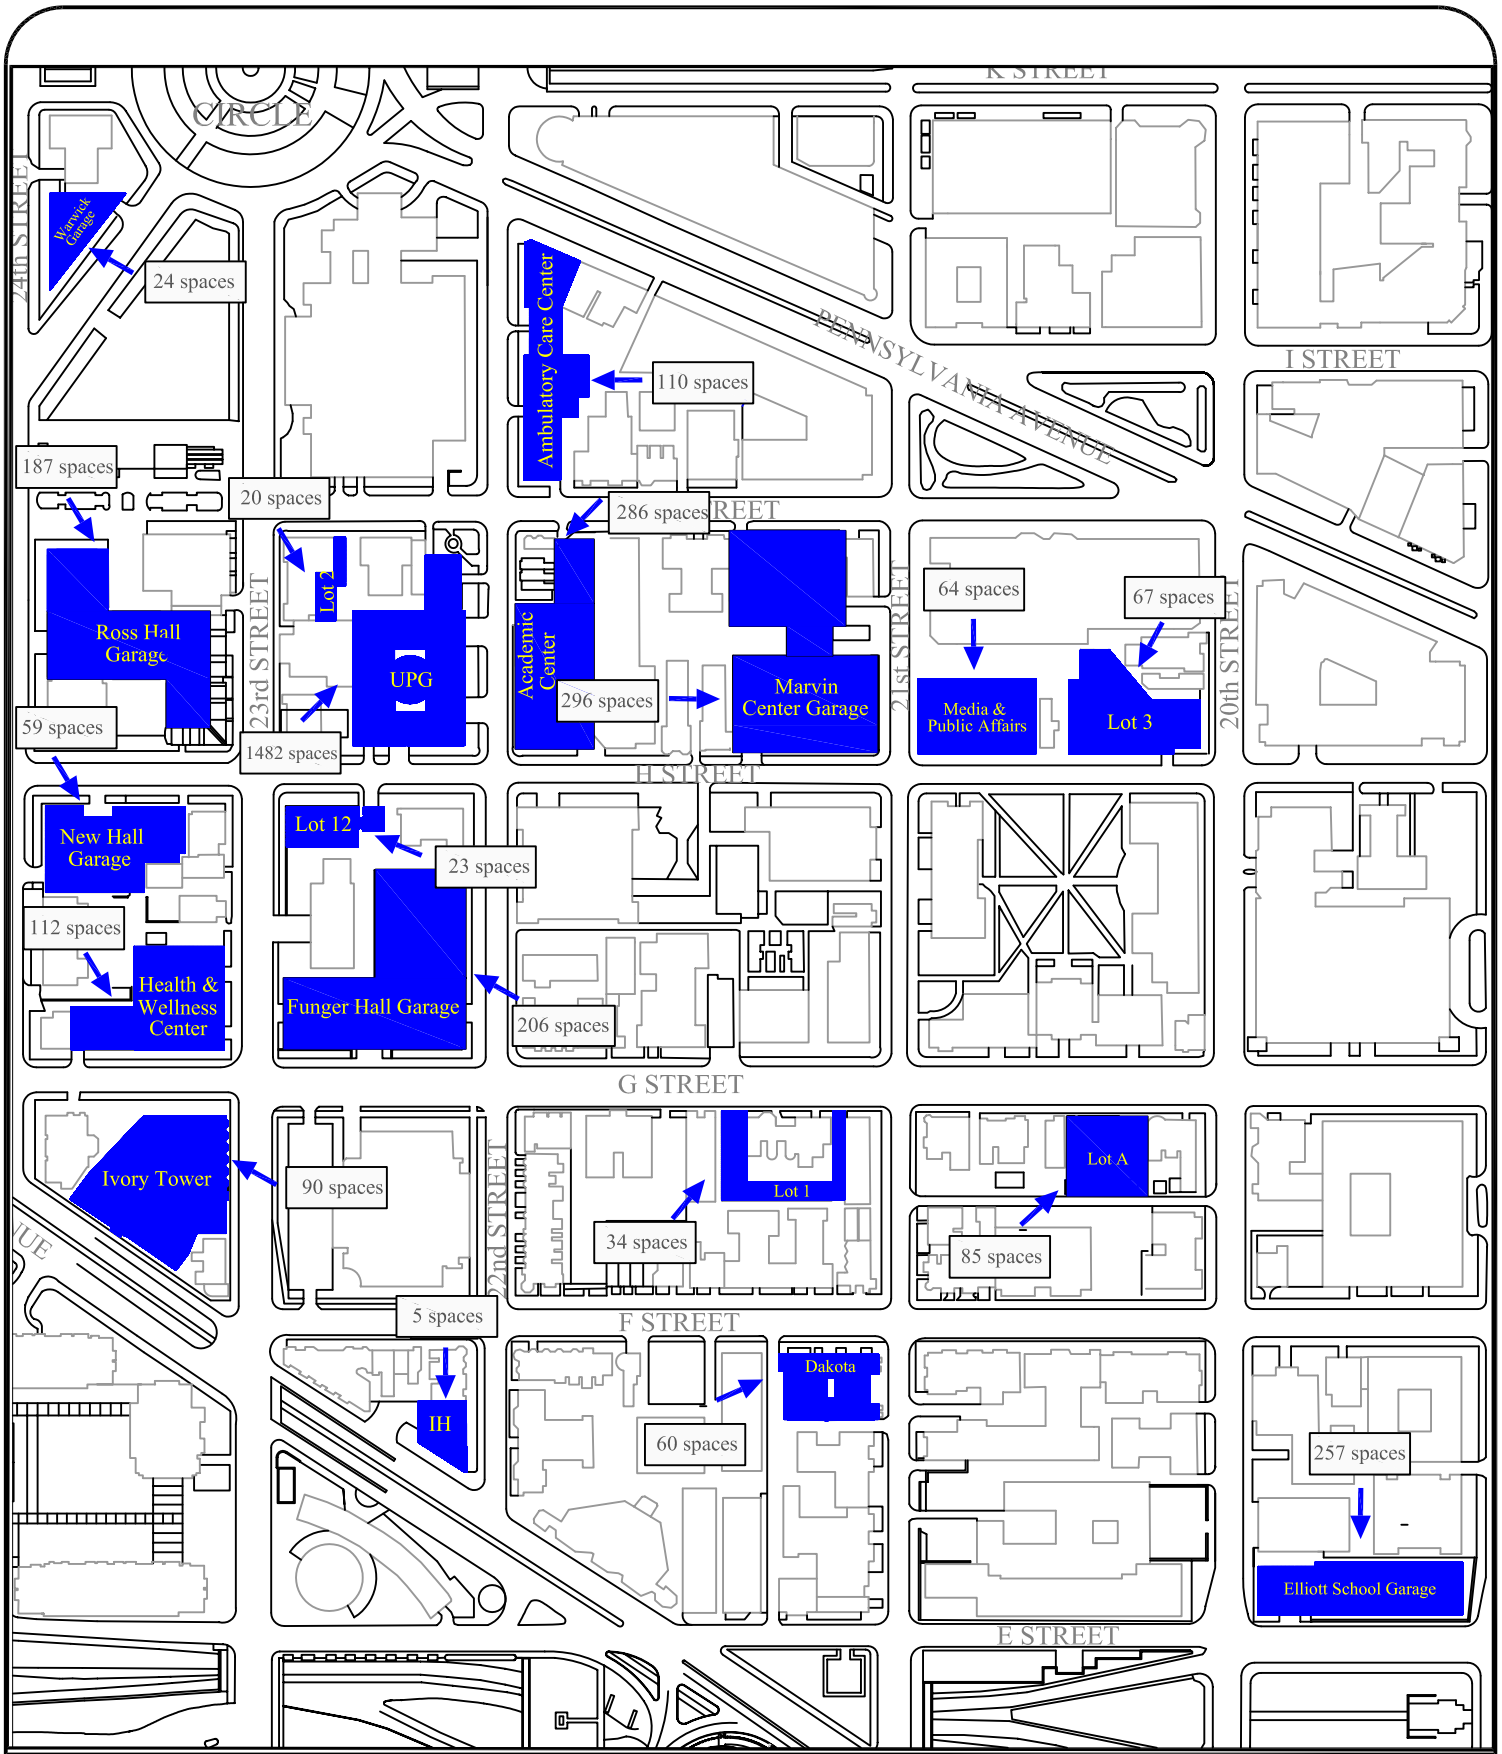 K STREET
CIRCLE
24th STREET
Warwick
Garage
24 spaces
Ambulatory Care Center
110 spaces
PENNSYLVANIA AVENUE
I STREET
187 spaces
20 spaces
286 spaces
REET
Lot 2
23rd STREET
Ross Hall
Garage
UPG
1482 spaces
Academic
Center
296 spaces
Marvin
Center Garage
21st STREET
64 spaces
67 spaces
20th STREET
Media &
Public Affairs
Lot 3
59 spaces
H STREET
New Hall
Garage
Lot 12
23 spaces
112 spaces
Health &
Wellness
Center
Funger Hall Garage
206 spaces
G STREET
Ivory Tower
90 spaces
22nd STREET
Lot 1
34 spaces
Lot A
85 spaces
NUE
5 spaces
F STREET
IH
Dakota
60 spaces
257 spaces
Elliott School Garage
E STREET